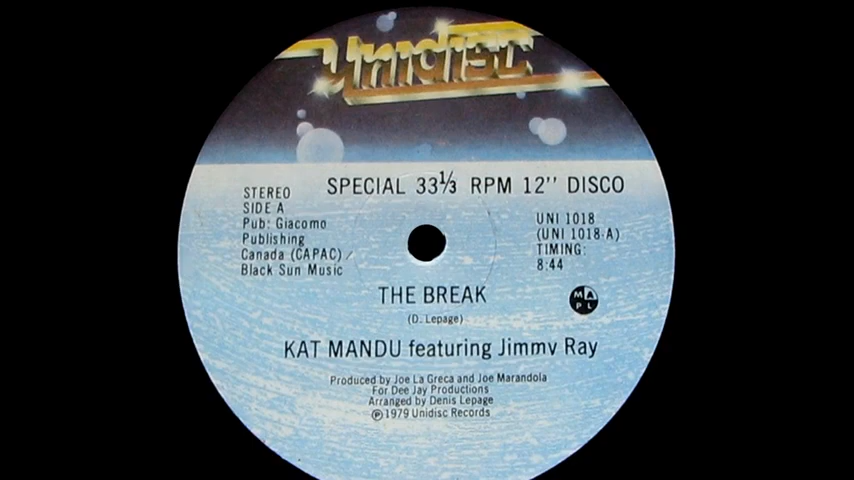 Unidisc
SPECIAL 33⅓ RPM 12'' DISCO
STEREO
SIDE A
Pub: Giacomo
Publishing
Canada (CAPAC) /
Black Sun Music
UNI 1018
(UNI 1018-A)
TIMING:
8:44
M A
P L
THE BREAK
(D. Lepage)
KAT MANDU featuring Jimmy Ray
Produced by Joe La Greca and Joe Marandola
For Dee Jay Productions
Arranged by Denis Lepage
Ⓟ 1979 Unidisc Records